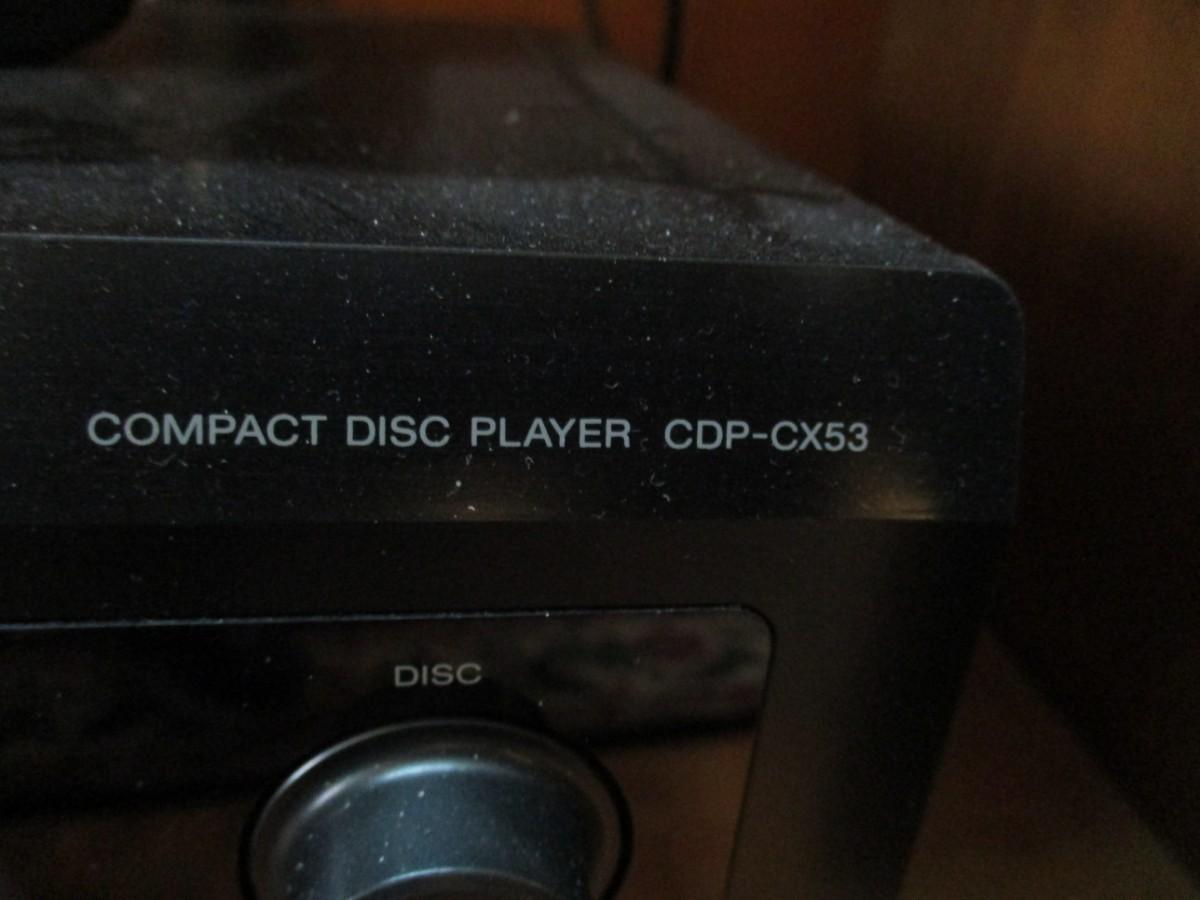 COMPACT DISC PLAYER CDP-CX53
DISC